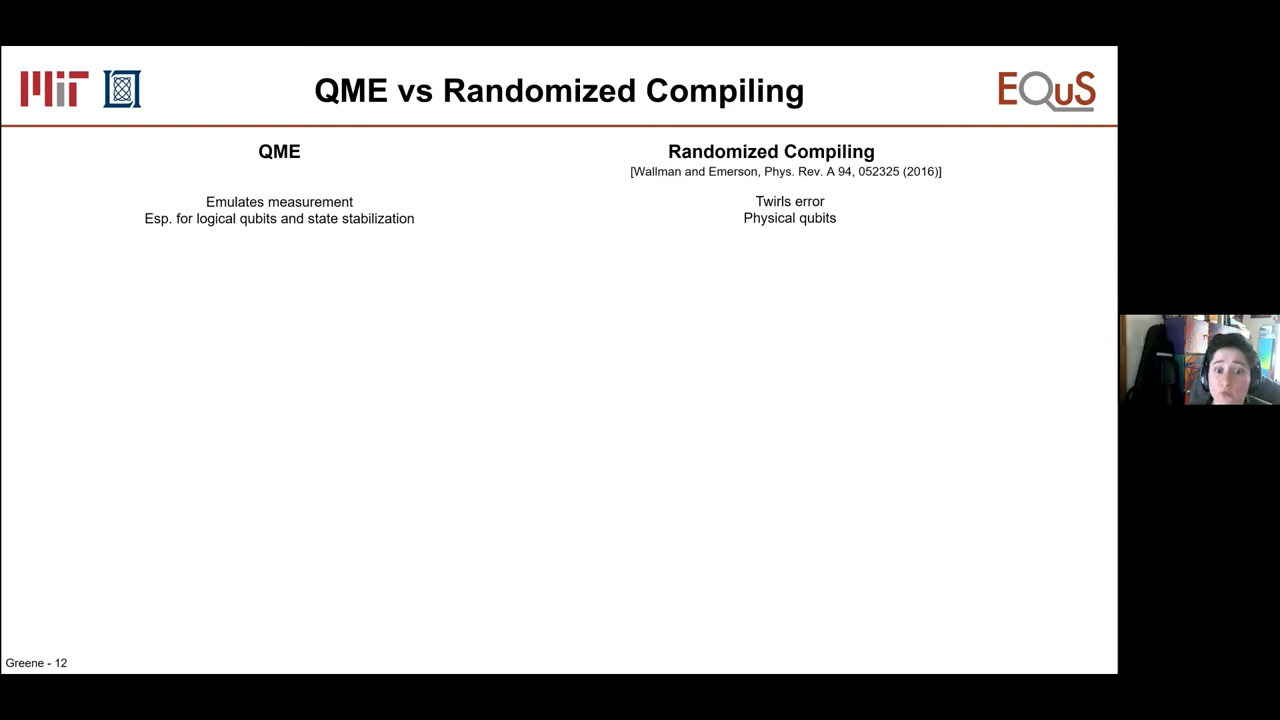 MIT
QME vs Randomized Compiling
EQuS
QME
Emulates measurement
Esp. for logical qubits and state stabilization
Randomized Compiling
[Wallman and Emerson, Phys. Rev. A 94, 052325 (2016)]
Twirls error
Physical qubits
Greene - 12